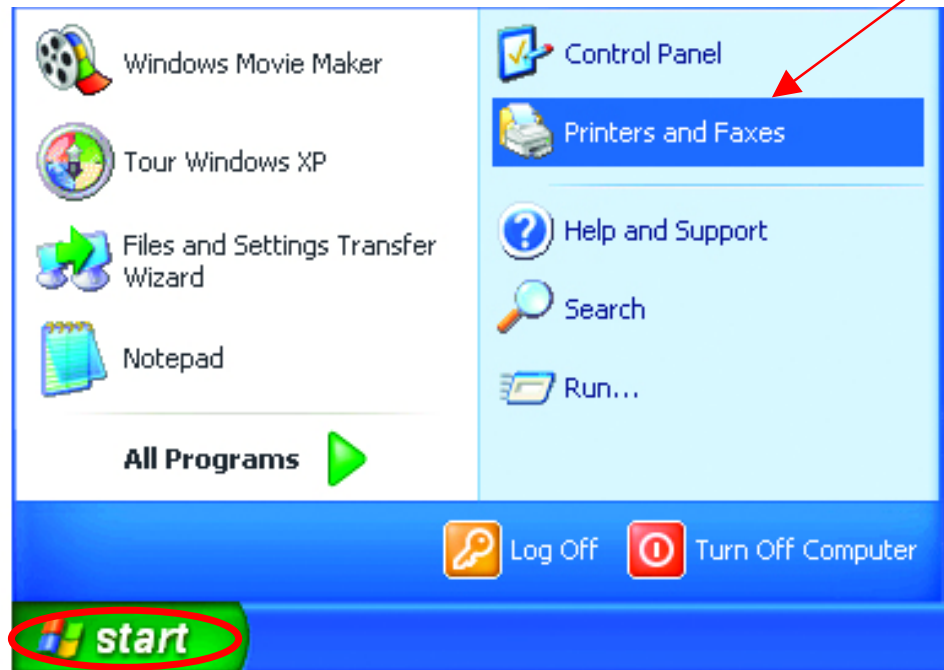 Windows Movie Maker
Tour Windows XP
Files and Settings Transfer
Wizard
Notepad
All Programs
Control Panel
Printers and Faxes
Help and Support
Search
Run...
Log Off
Turn Off Computer
start